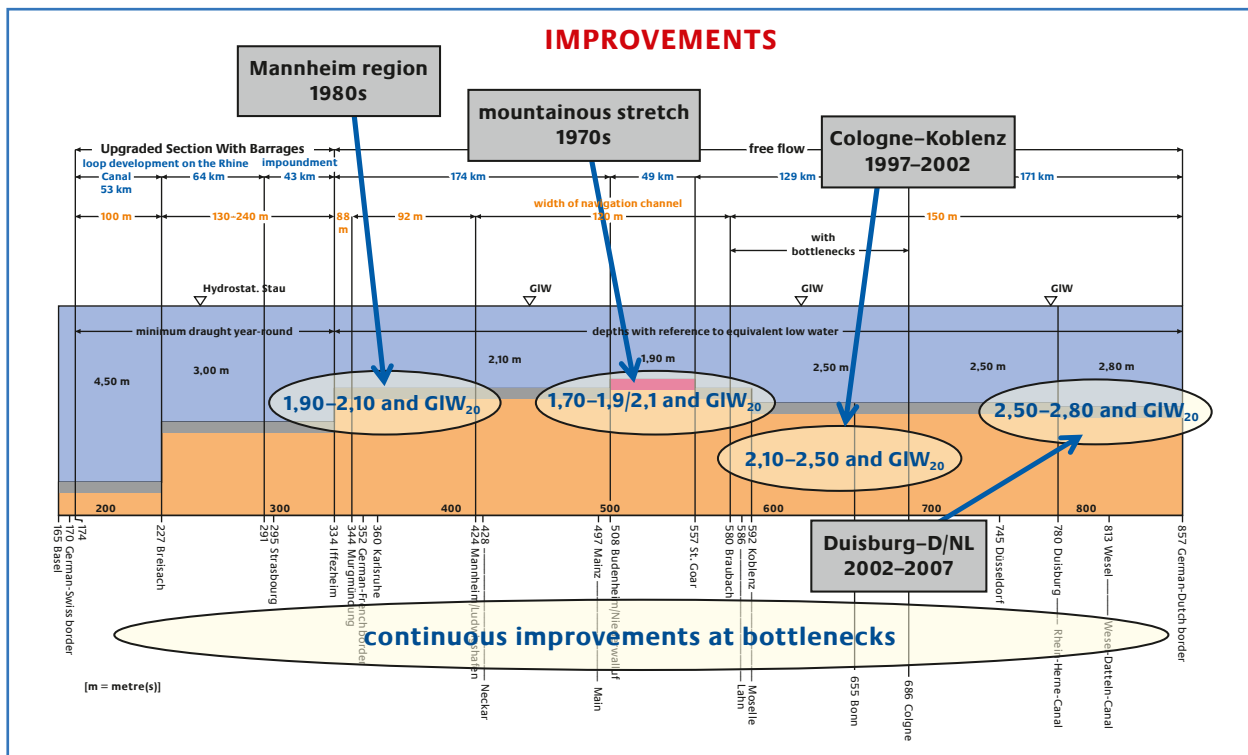 IMPROVEMENTS
Mannheim region
1980s
mountainous stretch
1970s
Cologne–Koblenz
1997–2002
Upgraded Section With Barrages
free flow
loop development on the Rhine
impoundment
Canal
53 km
64 km
43 km
174 km
49 km
129 km
171 km
width of navigation channel
100 m
130–240 m
88
m
92 m
120 m
150 m
with
bottlenecks
Hydrostat. Stau
GlW
GlW
GlW
minimum draught year-round
depths with reference to equivalent low water
4,50 m
3,00 m
2,10 m
1,90 m
2,50 m
2,50 m
2,80 m
1,90–2,10 and GlW20
1,70–1,9/2,1 and GlW20
2,10–2,50 and GlW20
2,50–2,80 and GlW20
200
300
400
500
600
700
800
Duisburg–D/NL
2002–2007
165 Basel
170 German-Swiss border
174
227 Breisach
291
295 Strasbourg
334 Iffezheim
344 Murgmündung
352 German-French border
360 Karlsruhe
424 Mannheim/Ludwigshafen
428
Neckar
497 Mainz
Main
508 Budenheim/Niederwalluf
557 St. Goar
580 Braubach
586
Lahn
592 Koblenz
Moselle
655 Bonn
686 Colgne
745 Düsseldorf
780 Duisburg
Rhein-Herne-Canal
813 Wesel
Wesel-Datteln-Canal
857 German-Dutch border
continuous improvements at bottlenecks
[m = metre(s)]